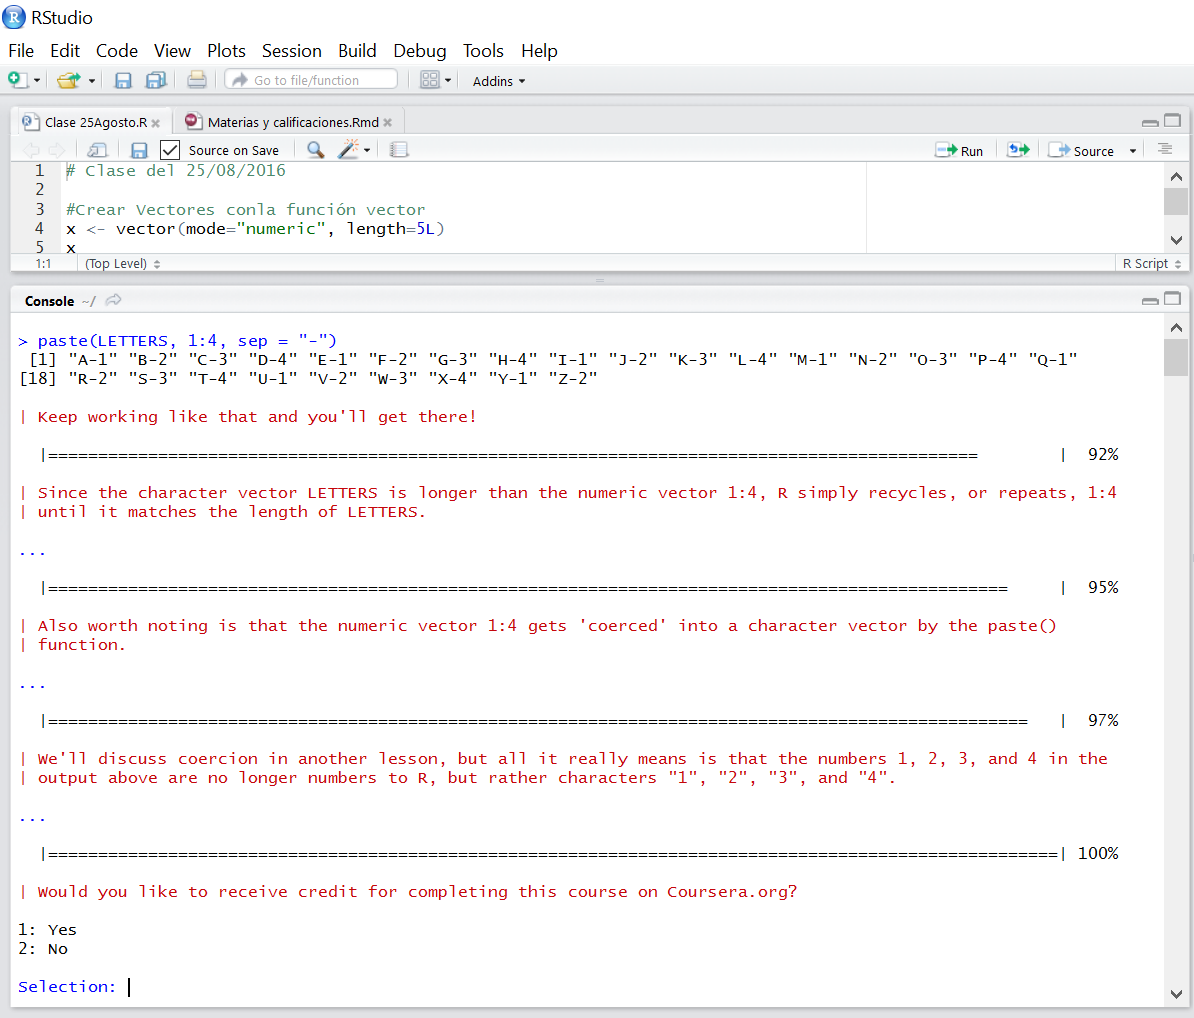 RStudio
File Edit Code View Plots Session Build Debug Tools Help
Go to file/function Addins
Clase 25Agosto.R Materias y calificaciones.Rmd
Source on Save Run Source
1 # Clase del 25/08/2016
2
3 #Crear Vectores conla función vector
4 x <- vector(mode="numeric", length=5L)
5 x
1:1 (Top Level) R Script
Console ~/
> paste(LETTERS, 1:4, sep = "-")
[1] "A-1" "B-2" "C-3" "D-4" "E-1" "F-2" "G-3" "H-4" "I-1" "J-2" "K-3" "L-4" "M-1" "N-2" "O-3" "P-4" "Q-1"
[18] "R-2" "S-3" "T-4" "U-1" "V-2" "W-3" "X-4" "Y-1" "Z-2"
| Keep working like that and you'll get there!
|============================================================================================= | 92%
| Since the character vector LETTERS is longer than the numeric vector 1:4, R simply recycles, or repeats, 1:4
| until it matches the length of LETTERS.
...
|================================================================================================ | 95%
| Also worth noting is that the numeric vector 1:4 gets 'coerced' into a character vector by the paste()
| function.
...
|================================================================================================== | 97%
| We'll discuss coercion in another lesson, but all it really means is that the numbers 1, 2, 3, and 4 in the
| output above are no longer numbers to R, but rather characters "1", "2", "3", and "4".
...
|=====================================================================================================| 100%
| Would you like to receive credit for completing this course on Coursera.org?
1: Yes
2: No
Selection: